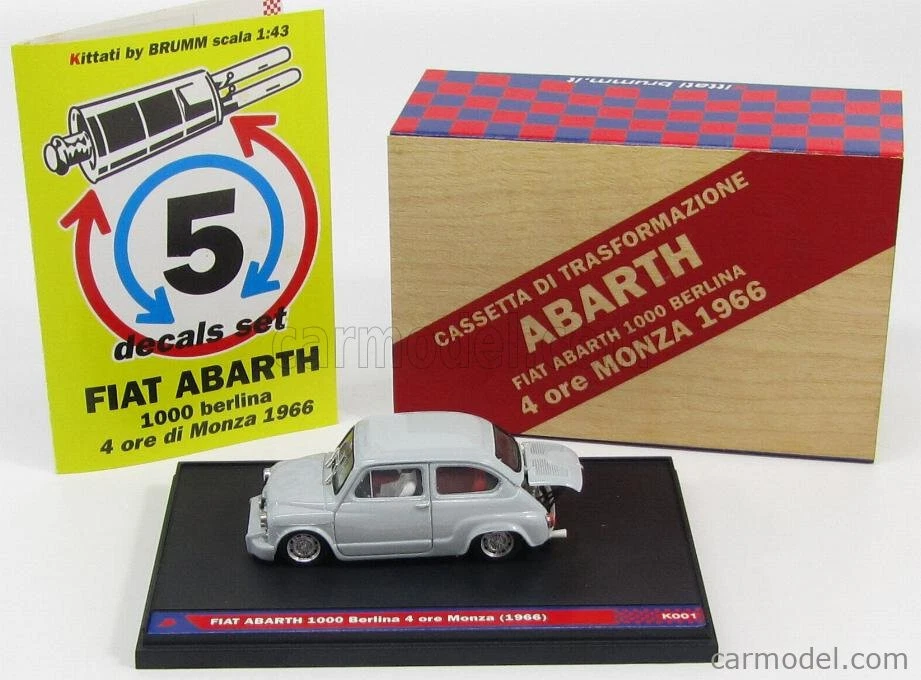 Kittati by BRUMM scala 1:43
5
decals set
FIAT ABARTH
1000 berlina
4 ore di Monza 1966
ittati.brumm.it
CASSETTA DI TRASFORMAZIONE
ABARTH
FIAT ABARTH 1000 BERLINA
4 ore MONZA 1966
carmodel
FIAT ABARTH 1000 Berlina 4 ore Monza (1966)
K001
carmodel.com